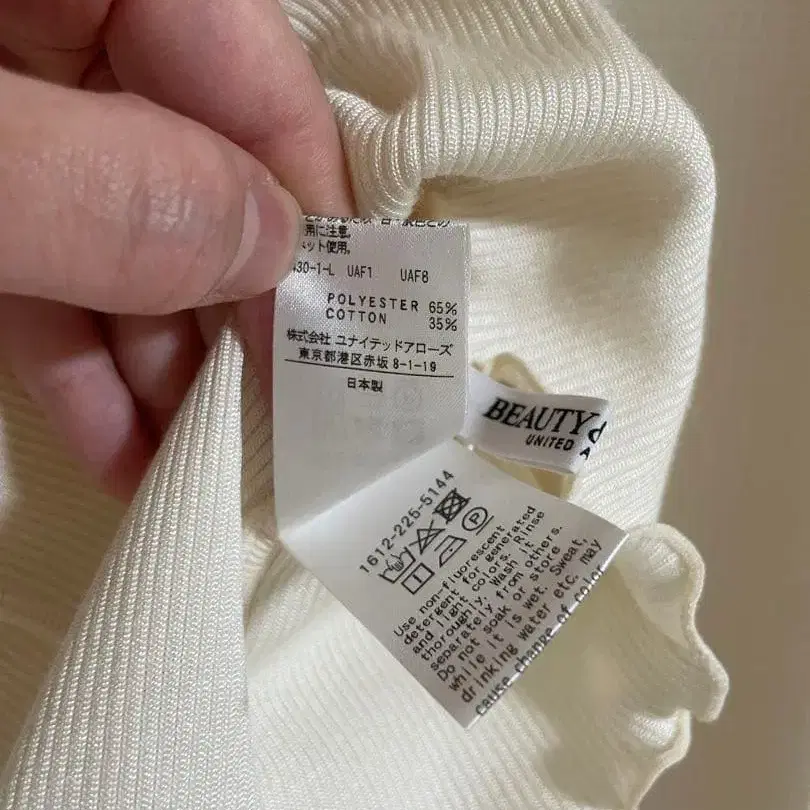 用に注意。
ネット使用。
30-1-L UAF1 UAF8
POLYESTER 65%
COTTON 35%
株式会社 ユナイテッドアローズ
東京都港区赤坂 8-1-19
日本製
BEAUTY&
UNITED A
1612-225-5144
Use non-fluorescent
detergent for generated
and light colors. Rinse
thoroughly. Wash it
separately from others.
Do not soak or store
while it is wet. Sweat,
drinking water etc. may
cause change of color